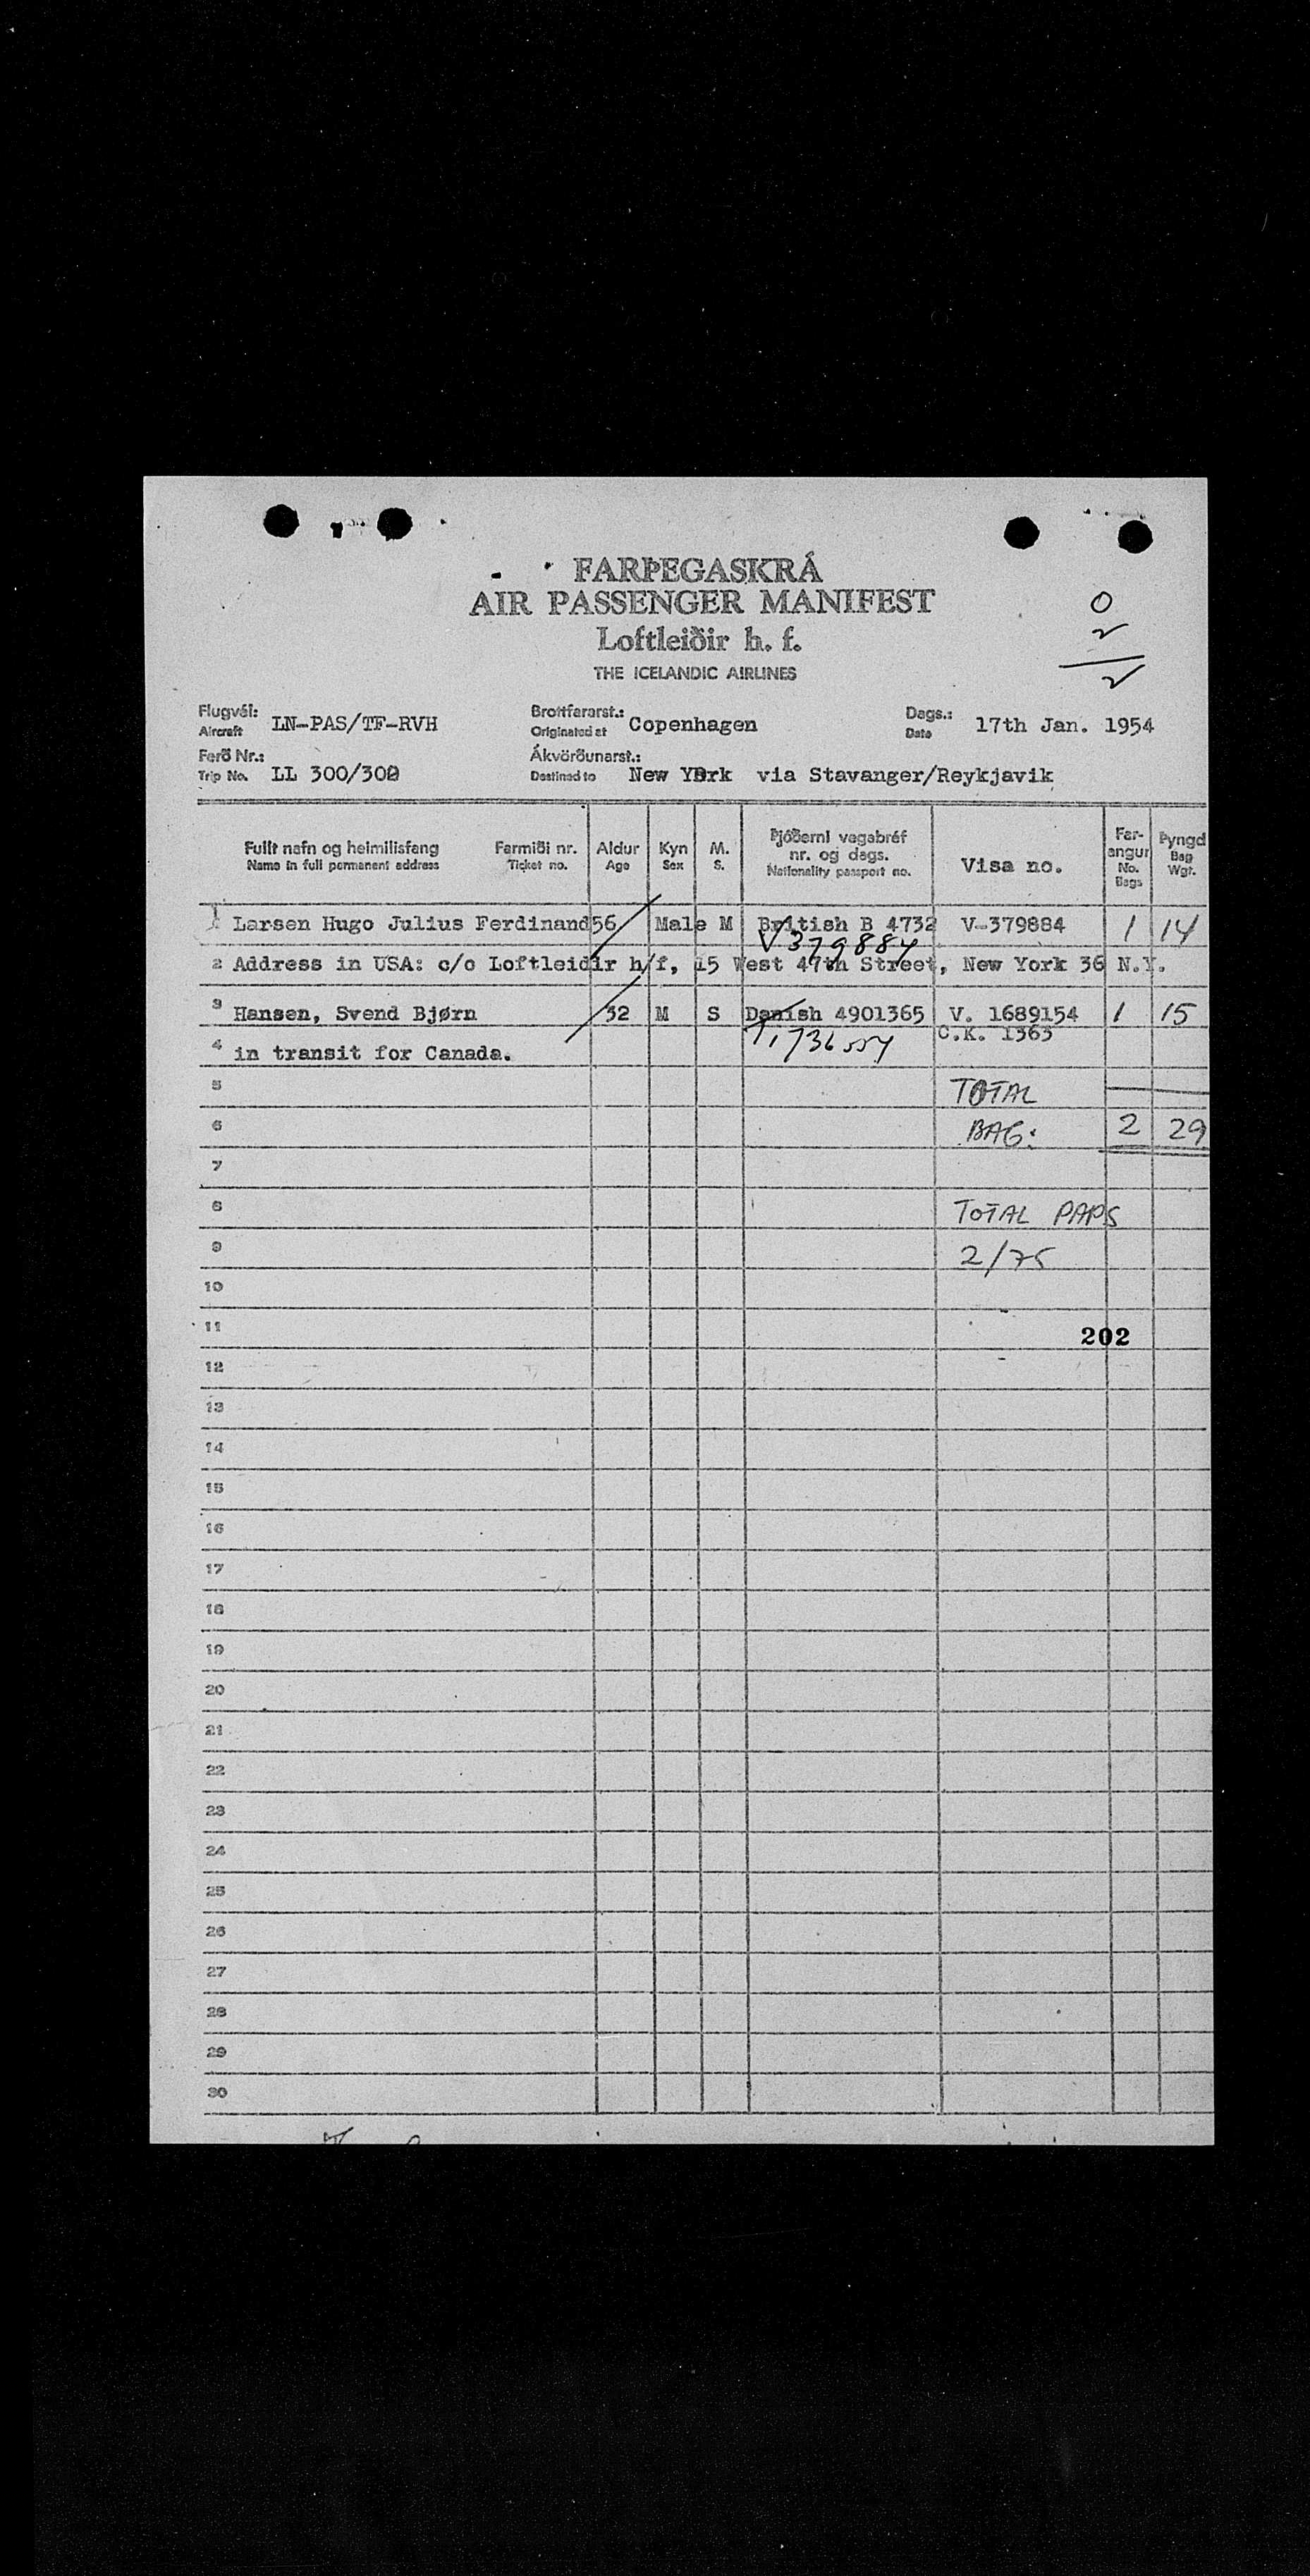 FARÞEGASKRÁ
AIR PASSENGER MANIFEST
Loftleiðir h. f.
THE ICELANDIC AIRLINES
0
2
2
Flugvél: LN-PAS/TF-RVH Brottfararst.: Copenhagen Dags.: 17th Jan. 1954
Aircraft Originated at Date
Ferð Nr.: Ákvörðunarst.:
Trip No. LL 300/302 Destined to New York via Stavanger/Reykjavik
Fullt nafn og heimilisfang Farmiði nr. Aldur Kyn M. Þjóðerni vegabréf nr. og dags. Visa no. Farangur Þyngd
Name in full permanent address Ticket no. Age Sex S. Nationality passport no. No. Bags Bag Wgt.
1 Larsen Hugo Julius Ferdinand 56 Male M British B 4732 V-379884 1 14
V379884
2 Address in USA: c/o Loftleidir h/f, 15 West 47th Street, New York 36 N.Y.
3 Hansen, Svend Bjørn 32 M S Danish 4901365 V. 1689154 1 15
C.K. 1363
4 in transit for Canada.
5 TOTAL
6 BAG: 2 29
7
8 TOTAL PAPS
9 2/75
10
11 202
12
13
14
15
16
17
18
19
20
21
22
23
24
25
26
27
28
29
30